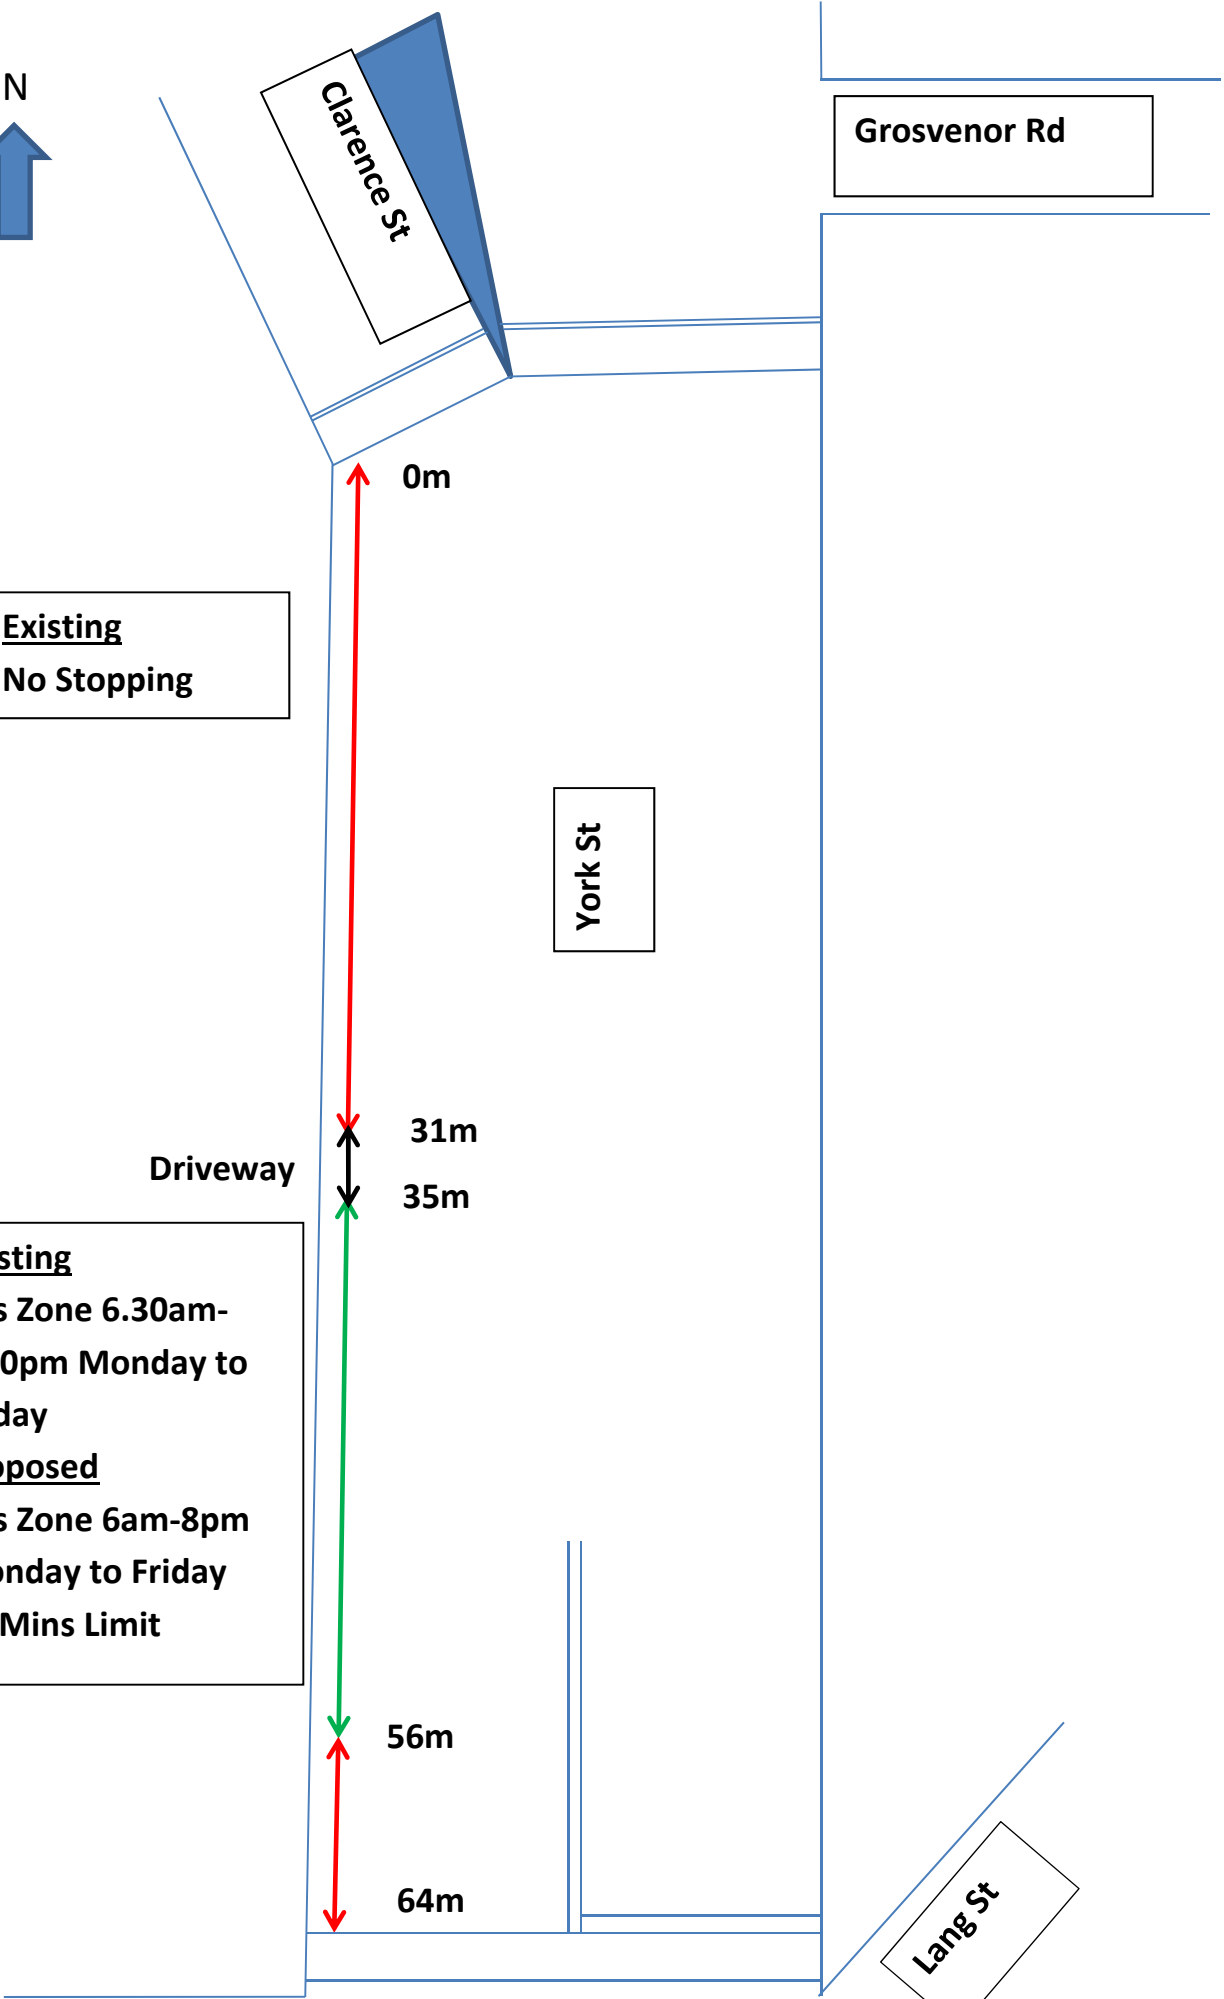 N
Clarence St
Grosvenor Rd
0m
Existing
No Stopping
York St
31m
Driveway
35m
sting
s Zone 6.30am-
0pm Monday to
day
posed
s Zone 6am-8pm
nday to Friday
Mins Limit
56m
64m
Lang St